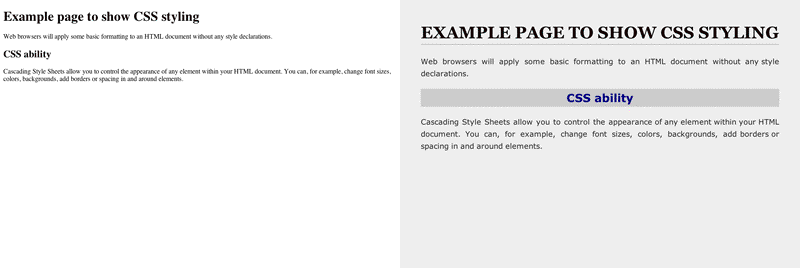 Example page to show CSS styling
Web browsers will apply some basic formatting to an HTML document without any style declarations.
CSS ability
Cascading Style Sheets allow you to control the appearance of any element within your HTML document. You can, for example, change font sizes,
colors, backgrounds, add borders or spacing in and around elements.
EXAMPLE PAGE TO SHOW CSS STYLING
Web browsers will apply some basic formatting to an HTML document without any style
declarations.
CSS ability
Cascading Style Sheets allow you to control the appearance of any element within your HTML
document. You can, for example, change font sizes, colors, backgrounds, add borders or
spacing in and around elements.